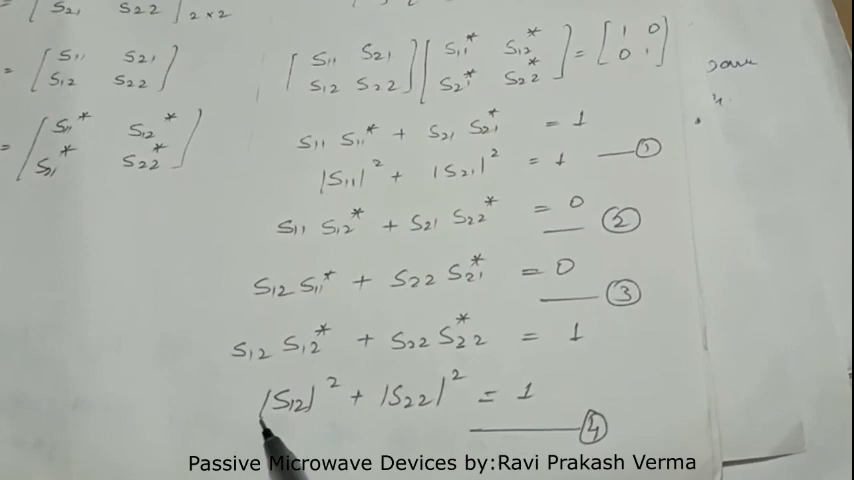 [ S21 S22 ] 2×2
= [ S11 S21
S12 S22 ]
= [ S11* S12*
S21* S22* ]
[ S11 S21
S12 S22 ] [ S11* S12*
S21* S22* ] = [ 1 0
0 1 ]
S11 S11* + S21 S21* = 1
|S11|² + |S21|² = 1 — ①
S11 S12* + S21 S22* = 0 — ②
S12 S11* + S22 S21* = 0 — ③
S12 S12* + S22 S22* = 1
|S12|² + |S22|² = 1 — ④
Passive Microwave Devices by:Ravi Prakash Verma